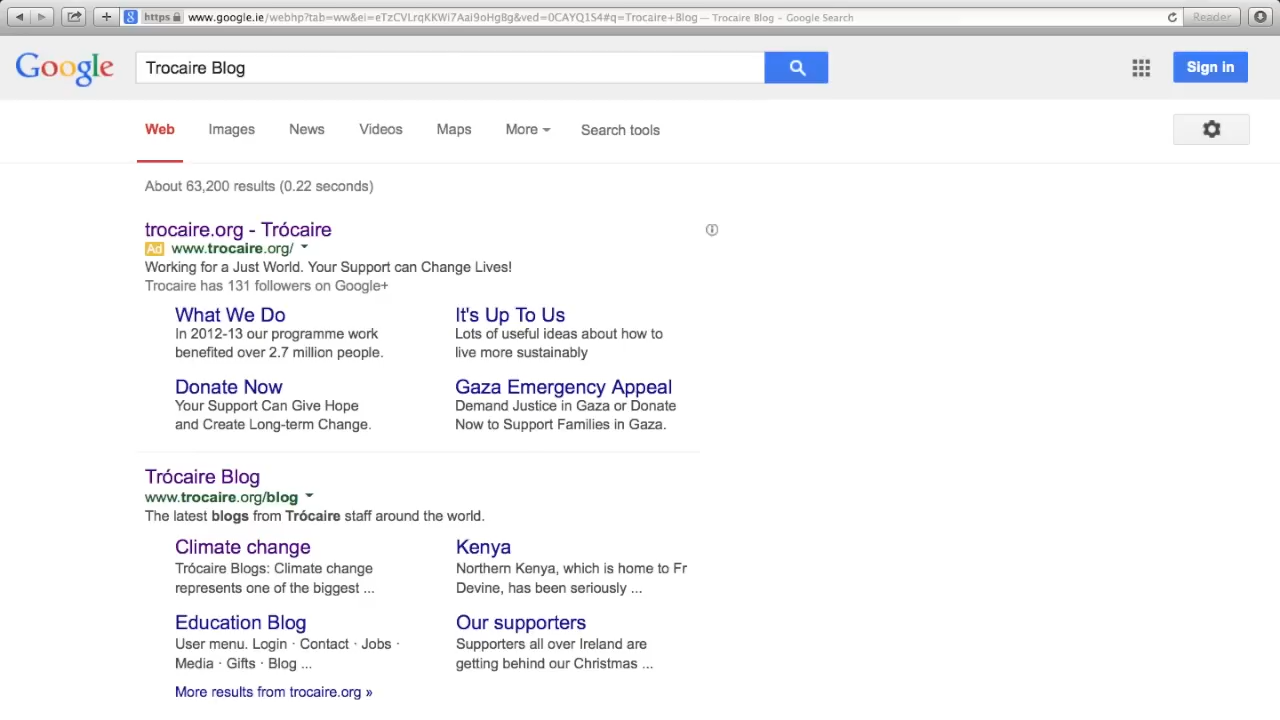 https www.google.ie/webhp?tab=ww&ei=eTzCVLrqKKWi7Aai9oHgBg&ved=0CAYQ1S4#q=Trocaire+Blog — Trocaire Blog - Google Search Reader
Google Trocaire Blog Sign in
Web Images News Videos Maps More Search tools
About 63,200 results (0.22 seconds)
trocaire.org - Trócaire
Ad www.trocaire.org/
Working for a Just World. Your Support can Change Lives!
Trocaire has 131 followers on Google+
What We Do
In 2012-13 our programme work
benefited over 2.7 million people.
It's Up To Us
Lots of useful ideas about how to
live more sustainably
Donate Now
Your Support Can Give Hope
and Create Long-term Change.
Gaza Emergency Appeal
Demand Justice in Gaza or Donate
Now to Support Families in Gaza.
Trócaire Blog
www.trocaire.org/blog
The latest blogs from Trócaire staff around the world.
Climate change
Trócaire Blogs: Climate change
represents one of the biggest ...
Kenya
Northern Kenya, which is home to Fr
Devine, has been seriously ...
Education Blog
User menu. Login · Contact · Jobs ·
Media · Gifts · Blog ...
Our supporters
Supporters all over Ireland are
getting behind our Christmas ...
More results from trocaire.org »